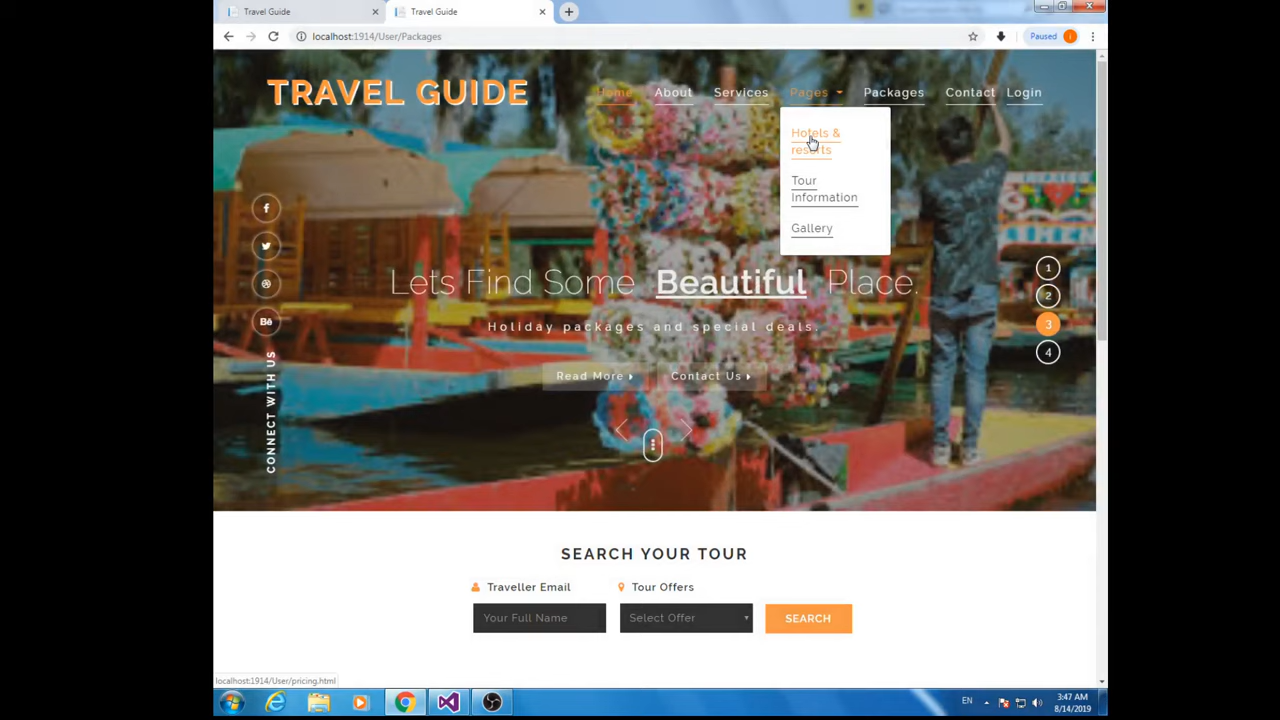 Travel Guide
Travel Guide
localhost:1914/User/Packages
Paused
TRAVEL GUIDE
Home About Services Pages Packages Contact Login
Hotels &
resorts
Tour
Information
Gallery
1
2
3
4
Lets Find Some Beautiful Place.
Holiday packages and special deals.
Read More
Contact Us
Bē
CONNECT WITH US
SEARCH YOUR TOUR
Traveller Email
Tour Offers
Your Full Name
Select Offer
SEARCH
localhost:1914/User/pricing.html
EN
3:47 AM
8/14/2019